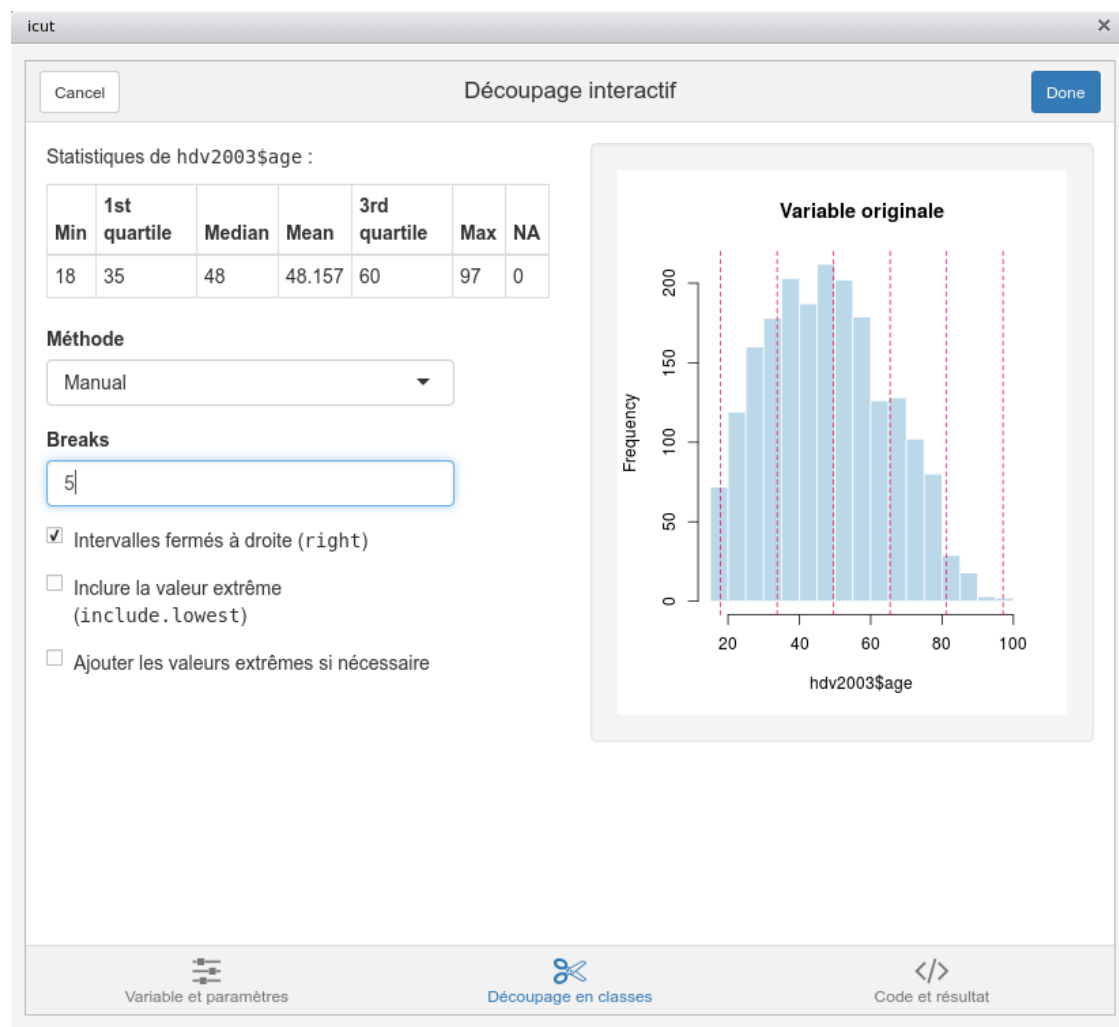 icut ×
Cancel Découpage interactif Done
Statistiques de hdv2003$age :
Min 1st quartile Median Mean 3rd quartile Max NA
18 35 48 48.157 60 97 0
Méthode
Manual
Breaks
5
Intervalles fermés à droite (right)
Inclure la valeur extrême
(include.lowest)
Ajouter les valeurs extrêmes si nécessaire
Variable originale
Frequency
200
150
100
50
0
20 40 60 80 100
hdv2003$age
Variable et paramètres Découpage en classes </> Code et résultat